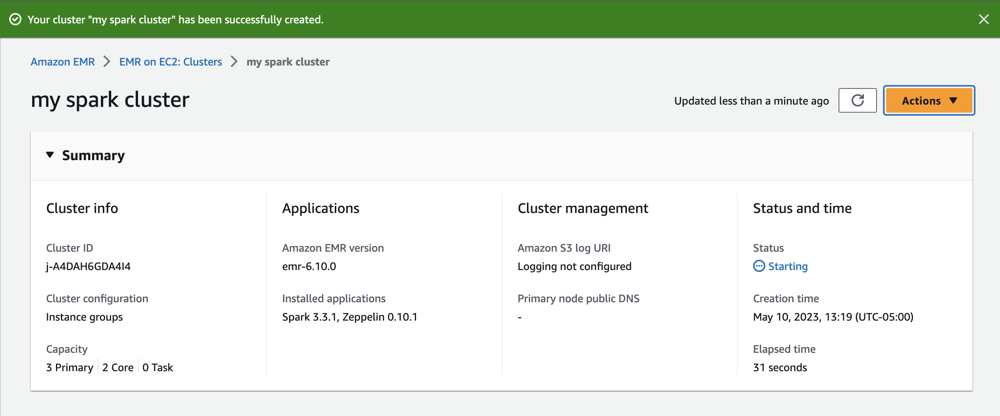 Your cluster "my spark cluster" has been successfully created.
Amazon EMR > EMR on EC2: Clusters > my spark cluster
my spark cluster
Updated less than a minute ago
Actions
Summary
Cluster info
Cluster ID
j-A4DAH6GDA4I4
Cluster configuration
Instance groups
Capacity
3 Primary | 2 Core | 0 Task
Applications
Amazon EMR version
emr-6.10.0
Installed applications
Spark 3.3.1, Zeppelin 0.10.1
Cluster management
Amazon S3 log URI
Logging not configured
Primary node public DNS
-
Status and time
Status
Starting
Creation time
May 10, 2023, 13:19 (UTC-05:00)
Elapsed time
31 seconds